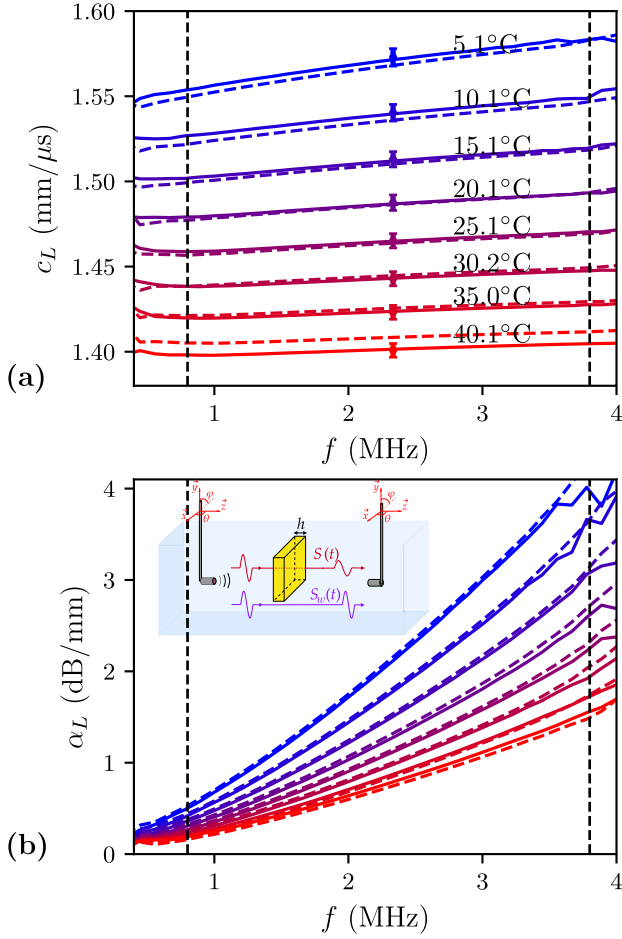 1.60
1.55
1.50
1.45
1.40
c_L (mm/μs)
5.1°C
10.1°C
15.1°C
20.1°C
25.1°C
30.2°C
35.0°C
40.1°C
(a)
1 2 3 4
f (MHz)
4
3
2
1
0
α_L (dB/mm)
y⃗ φ
x⃗ θ z⃗
h
y⃗ φ
x⃗ θ z⃗
S(t)
S_w(t)
(b)
1 2 3 4
f (MHz)